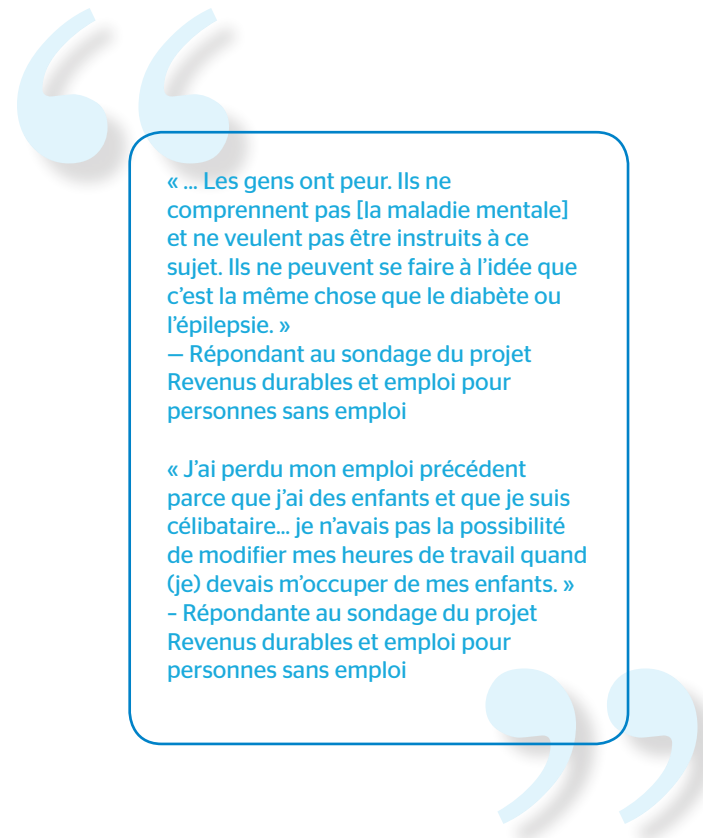 « ... Les gens ont peur. Ils ne
comprennent pas [la maladie mentale]
et ne veulent pas être instruits à ce
sujet. Ils ne peuvent se faire à l’idée que
c’est la même chose que le diabète ou
l’épilepsie. »
— Répondant au sondage du projet
Revenus durables et emploi pour
personnes sans emploi

« J’ai perdu mon emploi précédent
parce que j’ai des enfants et que je suis
célibataire... je n’avais pas la possibilité
de modifier mes heures de travail quand
(je) devais m’occuper de mes enfants. »
– Répondante au sondage du projet
Revenus durables et emploi pour
personnes sans emploi